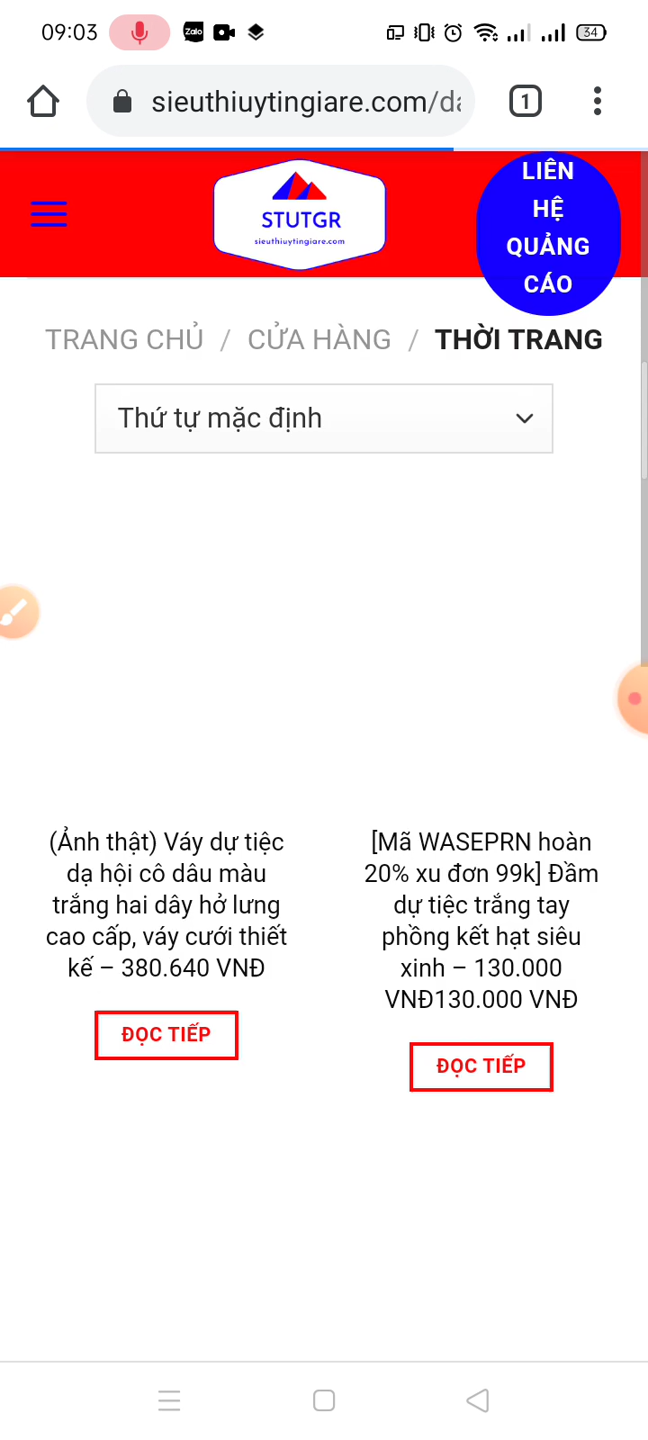 09:03
Zalo
34
sieuthiuytingiare.com/da
1
STUTGR
sieuthiuytingiare.com
LIÊN
HỆ
QUẢNG
CÁO
TRANG CHỦ / CỬA HÀNG / THỜI TRANG
Thứ tự mặc định
(Ảnh thật) Váy dự tiệc
dạ hội cô dâu màu
trắng hai dây hở lưng
cao cấp, váy cưới thiết
kế – 380.640 VNĐ
ĐỌC TIẾP
[Mã WASEPRN hoàn
20% xu đơn 99k] Đầm
dự tiệc trắng tay
phồng kết hạt siêu
xinh – 130.000
VNĐ130.000 VNĐ
ĐỌC TIẾP